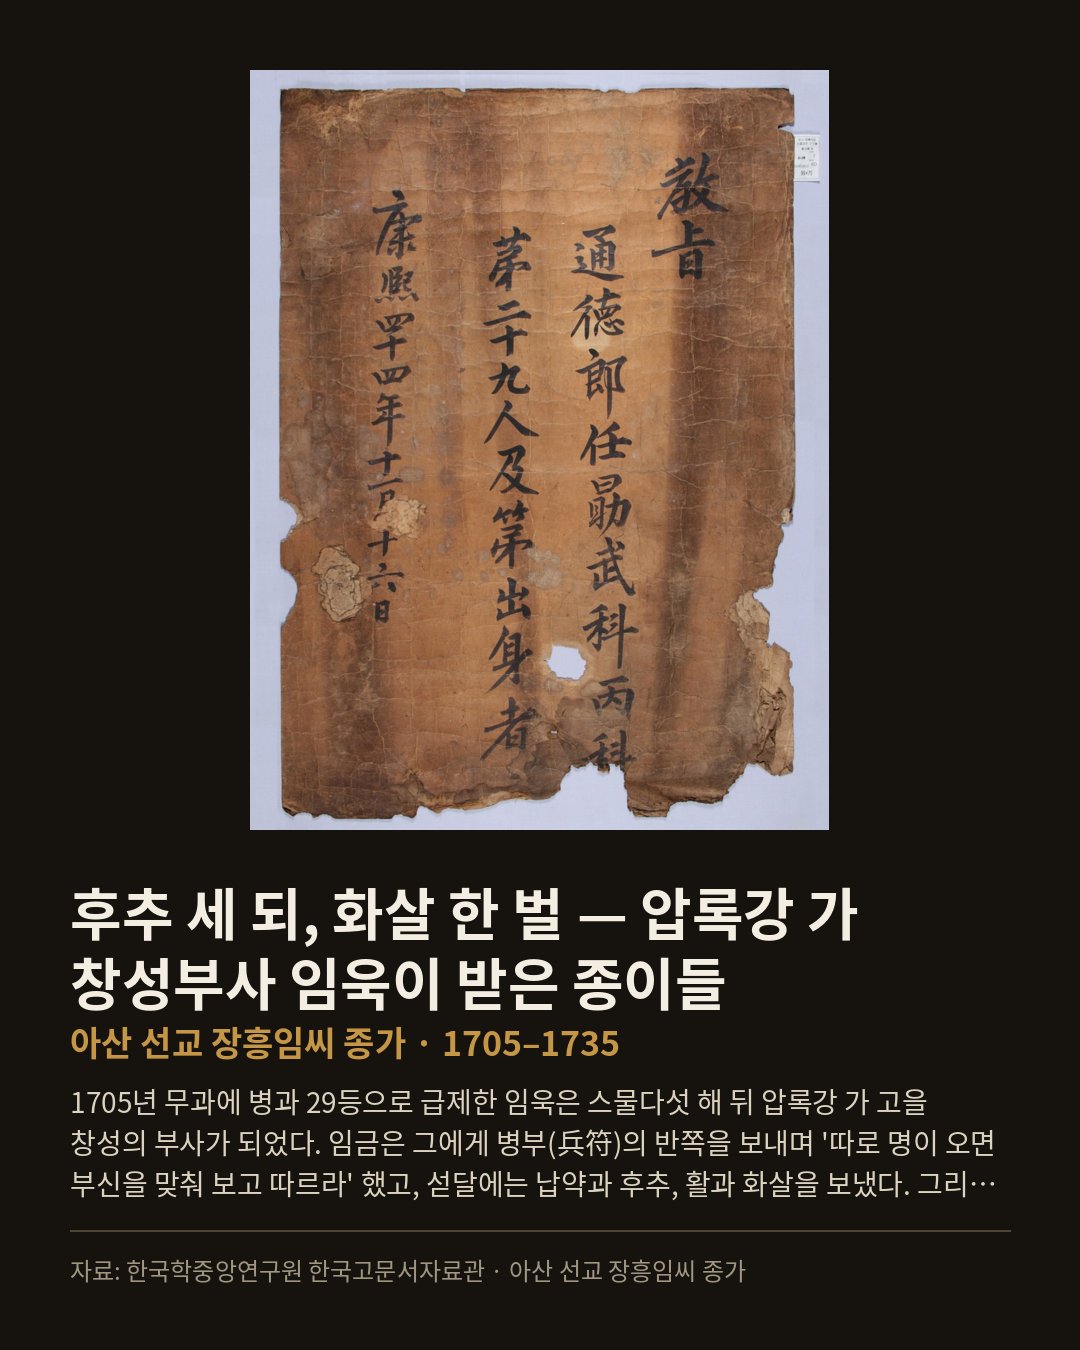 敎旨
通德郎任勗武科丙科
第二十九人及第出身者
康熙四十四年十一月十六日
후추 세 되, 화살 한 벌 — 압록강 가
창성부사 임욱이 받은 종이들
아산 선교 장흥임씨 종가 · 1705–1735
1705년 무과에 병과 29등으로 급제한 임욱은 스물다섯 해 뒤 압록강 가 고을
창성의 부사가 되었다. 임금은 그에게 병부(兵符)의 반쪽을 보내며 '따로 명이 오면
부신을 맞춰 보고 따르라' 했고, 섣달에는 납약과 후추, 활과 화살을 보냈다. 그리…
자료: 한국학중앙연구원 한국고문서자료관 · 아산 선교 장흥임씨 종가